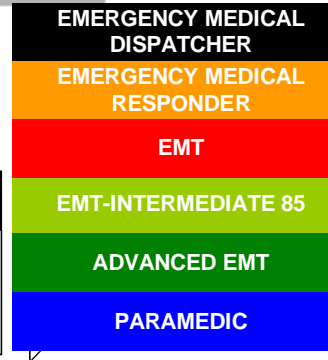 EMERGENCY MEDICAL
DISPATCHER
EMERGENCY MEDICAL
RESPONDER
EMT
EMT-INTERMEDIATE 85
ADVANCED EMT
PARAMEDIC